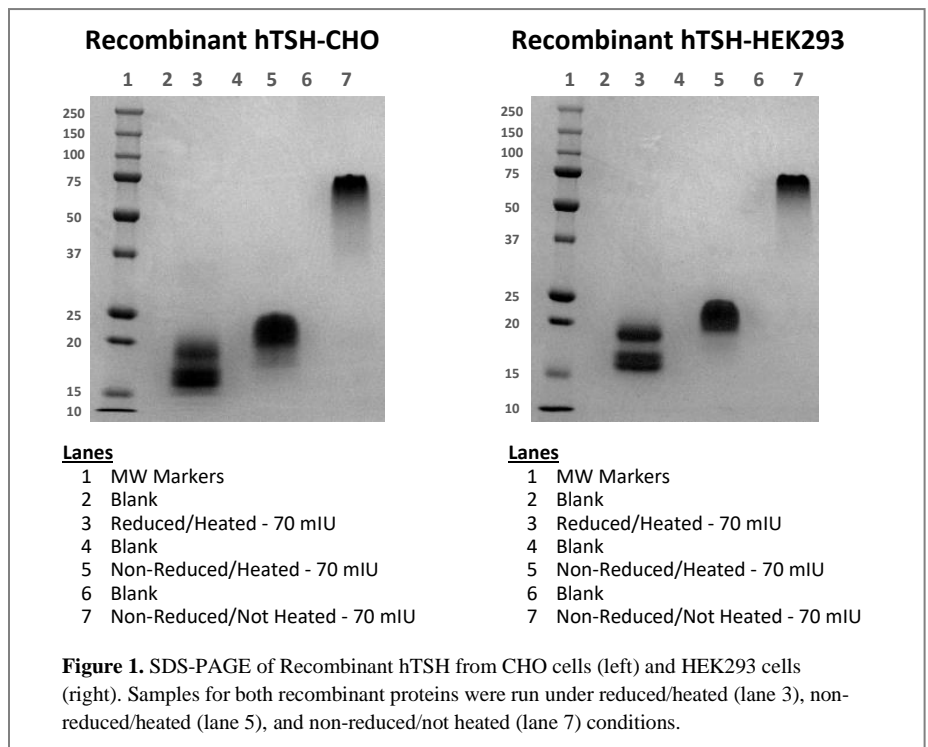 Recombinant hTSH-CHO
1 2 3 4 5 6 7
250
150
100
75
50
37
25
20
15
10
Lanes
1 MW Markers
2 Blank
3 Reduced/Heated - 70 mIU
4 Blank
5 Non-Reduced/Heated - 70 mIU
6 Blank
7 Non-Reduced/Not Heated - 70 mIU
Recombinant hTSH-HEK293
1 2 3 4 5 6 7
250
150
100
75
50
37
25
20
15
10
Lanes
1 MW Markers
2 Blank
3 Reduced/Heated - 70 mIU
4 Blank
5 Non-Reduced/Heated - 70 mIU
6 Blank
7 Non-Reduced/Not Heated - 70 mIU
Figure 1. SDS-PAGE of Recombinant hTSH from CHO cells (left) and HEK293 cells
(right). Samples for both recombinant proteins were run under reduced/heated (lane 3), non-
reduced/heated (lane 5), and non-reduced/not heated (lane 7) conditions.